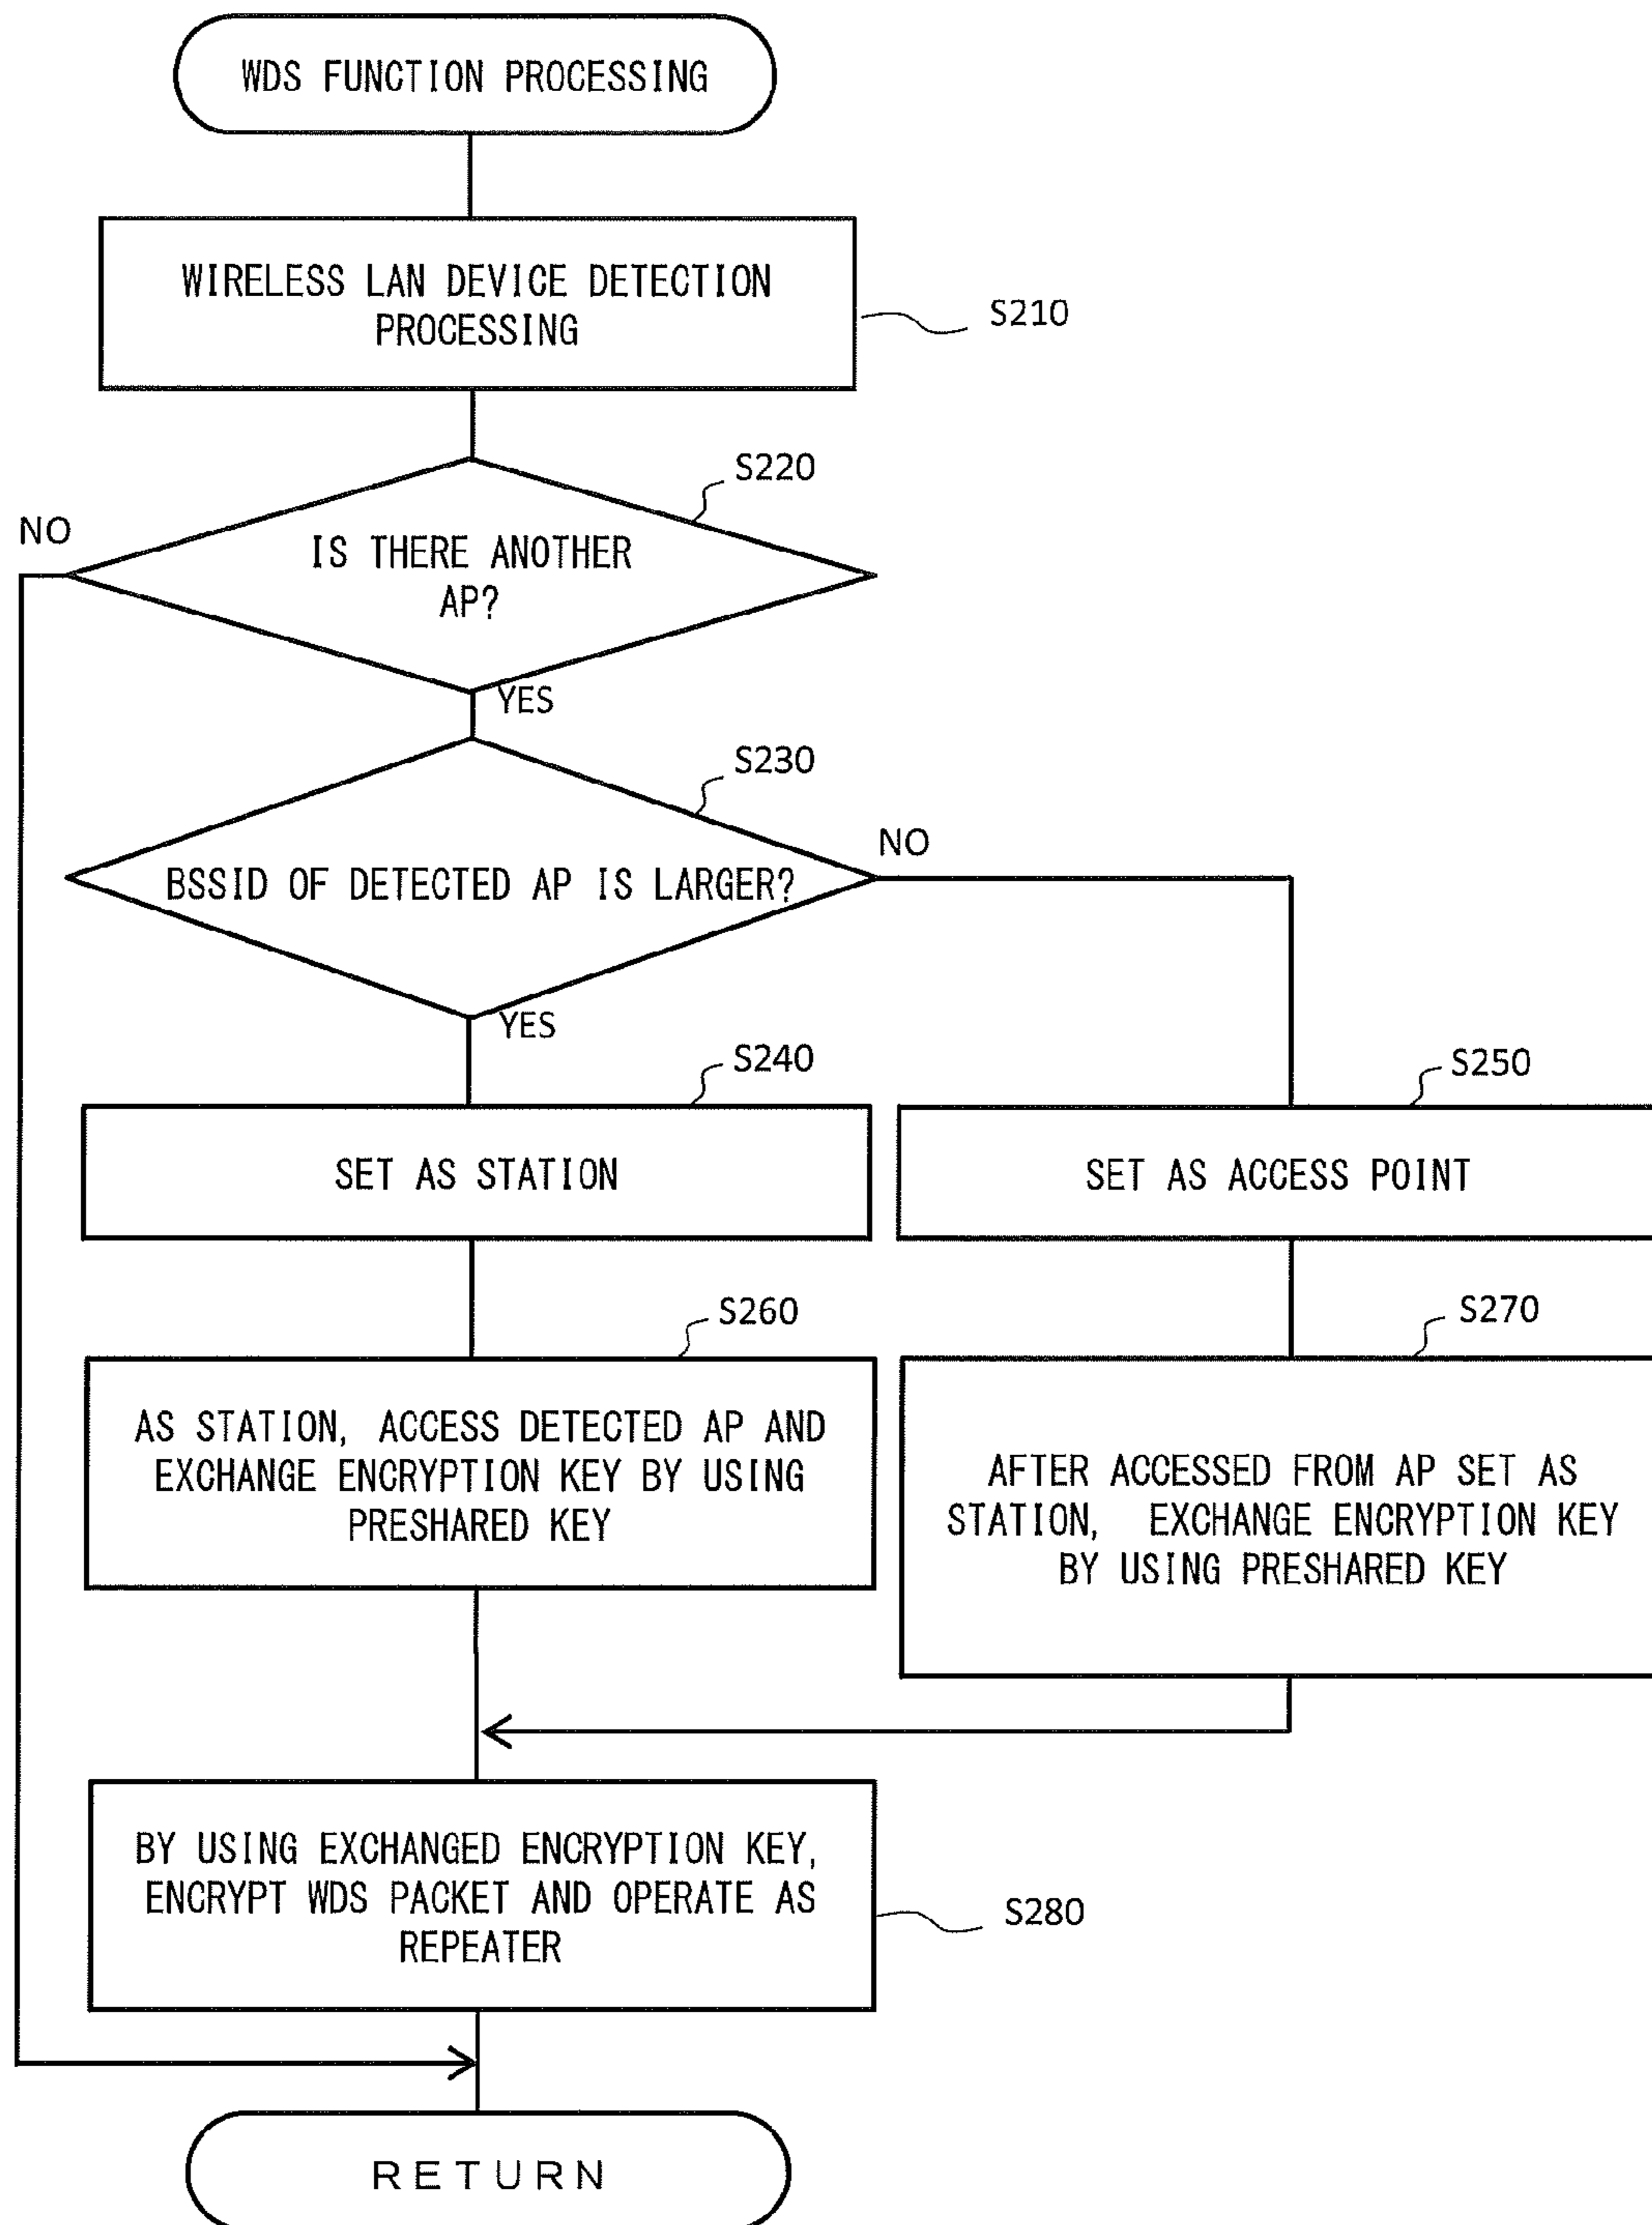 WDS FUNCTION PROCESSING
WIRELESS LAN DEVICE DETECTION
PROCESSING
S210
S220
NO
IS THERE ANOTHER
AP?
YES
S230
NO
BSSID OF DETECTED AP IS LARGER?
YES
S240
S250
SET AS STATION
SET AS ACCESS POINT
S260
S270
AS STATION, ACCESS DETECTED AP AND
EXCHANGE ENCRYPTION KEY BY USING
PRESHARED KEY
AFTER ACCESSED FROM AP SET AS
STATION, EXCHANGE ENCRYPTION KEY
BY USING PRESHARED KEY
BY USING EXCHANGED ENCRYPTION KEY,
ENCRYPT WDS PACKET AND OPERATE AS
REPEATER
S280
RETURN